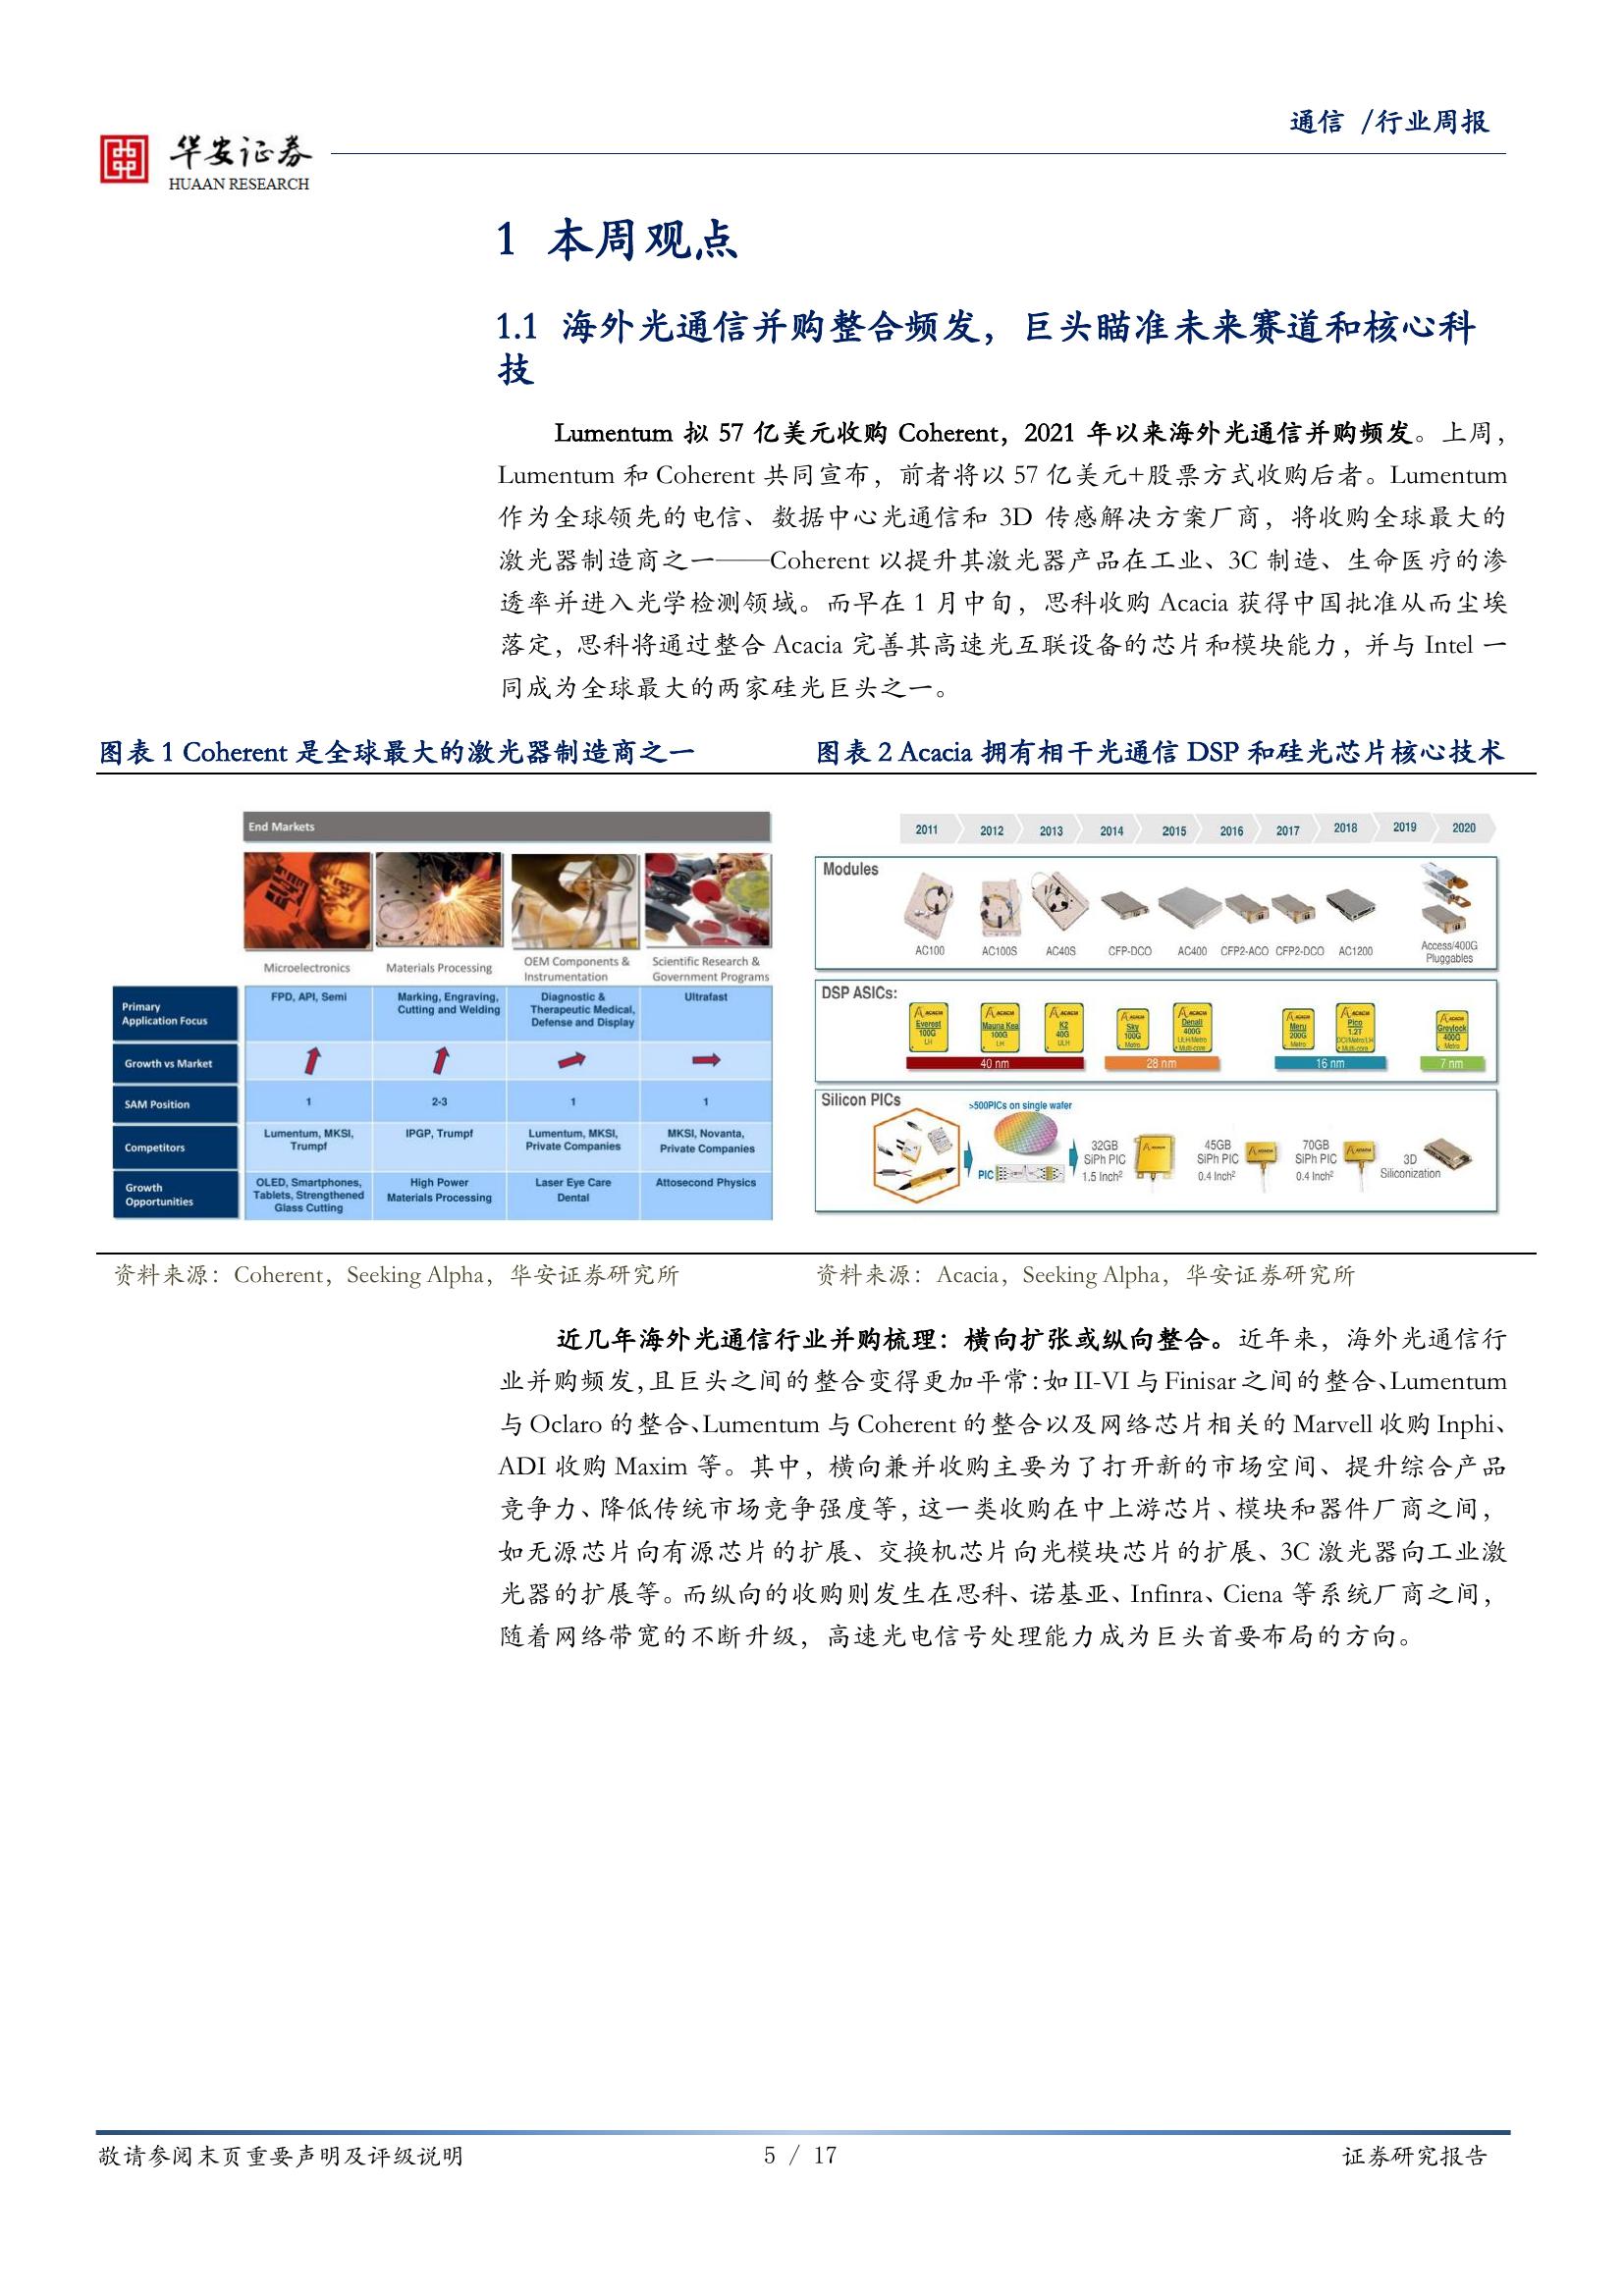 通信 /行业周报
华安证券
HUAAN RESEARCH
1 本周观点
1.1 海外光通信并购整合频发，巨头瞄准未来赛道和核心科
技
Lumentum 拟 57 亿美元收购 Coherent，2021 年以来海外光通信并购频发。上周，
Lumentum 和 Coherent 共同宣布，前者将以 57 亿美元+股票方式收购后者。Lumentum
作为全球领先的电信、数据中心光通信和 3D 传感解决方案厂商，将收购全球最大的
激光器制造商之一——Coherent 以提升其激光器产品在工业、3C 制造、生命医疗的渗
透率并进入光学检测领域。而早在 1 月中旬，思科收购 Acacia 获得中国批准从而尘埃
落定，思科将通过整合 Acacia 完善其高速光互联设备的芯片和模块能力，并与 Intel 一
同成为全球最大的两家硅光巨头之一。
图表 1 Coherent 是全球最大的激光器制造商之一
End Markets
Microelectronics
Materials Processing
OEM Components &
Instrumentation
Scientific Research &
Government Programs
Primary
Application Focus
FPD, API, Semi
Marking, Engraving,
Cutting and Welding
Diagnostic &
Therapeutic Medical,
Defense and Display
Ultrafast
Growth vs Market
SAM Position
1
2-3
1
1
Competitors
Lumentum, MKSI,
Trumpf
IPGP, Trumpf
Lumentum, MKSI,
Private Companies
MKSI, Novanta,
Private Companies
Growth
Opportunities
OLED, Smartphones,
Tablets, Strengthened
Glass Cutting
High Power
Materials Processing
Laser Eye Care
Dental
Attosecond Physics
资料来源：Coherent，Seeking Alpha，华安证券研究所
图表 2 Acacia 拥有相干光通信 DSP 和硅光芯片核心技术
2011 2012 2013 2014 2015 2016 2017 2018 2019 2020
Modules
AC100 AC100S AC40S CFP-DCO AC400 CFP2-ACO CFP2-DCO AC1200
Access/400G
Pluggables
DSP ASICs:
ACACIA
Everest
100G
LH
ACACIA
Mauna Kea
100G
LH
ACACIA
K2
40G
ULH
ACACIA
Sky
100G
Metro
ACACIA
Denali
400G
LH/Metro
Multi-core
ACACIA
Meru
200G
Metro
ACACIA
Pico
1.2T
DCI/Metro/LH
Multi-core
ACACIA
Greylock
400G
Metro
40 nm 28 nm 16 nm 7 nm
Silicon PICs
>500PICs on single wafer
PIC
32GB
SiPh PIC
1.5 Inch²
45GB
SiPh PIC
0.4 Inch²
70GB
SiPh PIC
0.4 Inch²
3D
Siliconization
资料来源：Acacia，Seeking Alpha，华安证券研究所
近几年海外光通信行业并购梳理：横向扩张或纵向整合。近年来，海外光通信行
业并购频发，且巨头之间的整合变得更加平常：如 II-VI 与 Finisar 之间的整合、Lumentum
与 Oclaro 的整合、Lumentum 与 Coherent 的整合以及网络芯片相关的 Marvell 收购 Inphi、
ADI 收购 Maxim 等。其中，横向兼并收购主要为了打开新的市场空间、提升综合产品
竞争力、降低传统市场竞争强度等，这一类收购在中上游芯片、模块和器件厂商之间，
如无源芯片向有源芯片的扩展、交换机芯片向光模块芯片的扩展、3C 激光器向工业激
光器的扩展等。而纵向的收购则发生在思科、诺基亚、Infinra、Ciena 等系统厂商之间，
随着网络带宽的不断升级，高速光电信号处理能力成为巨头首要布局的方向。
敬请参阅末页重要声明及评级说明
5 / 17
证券研究报告